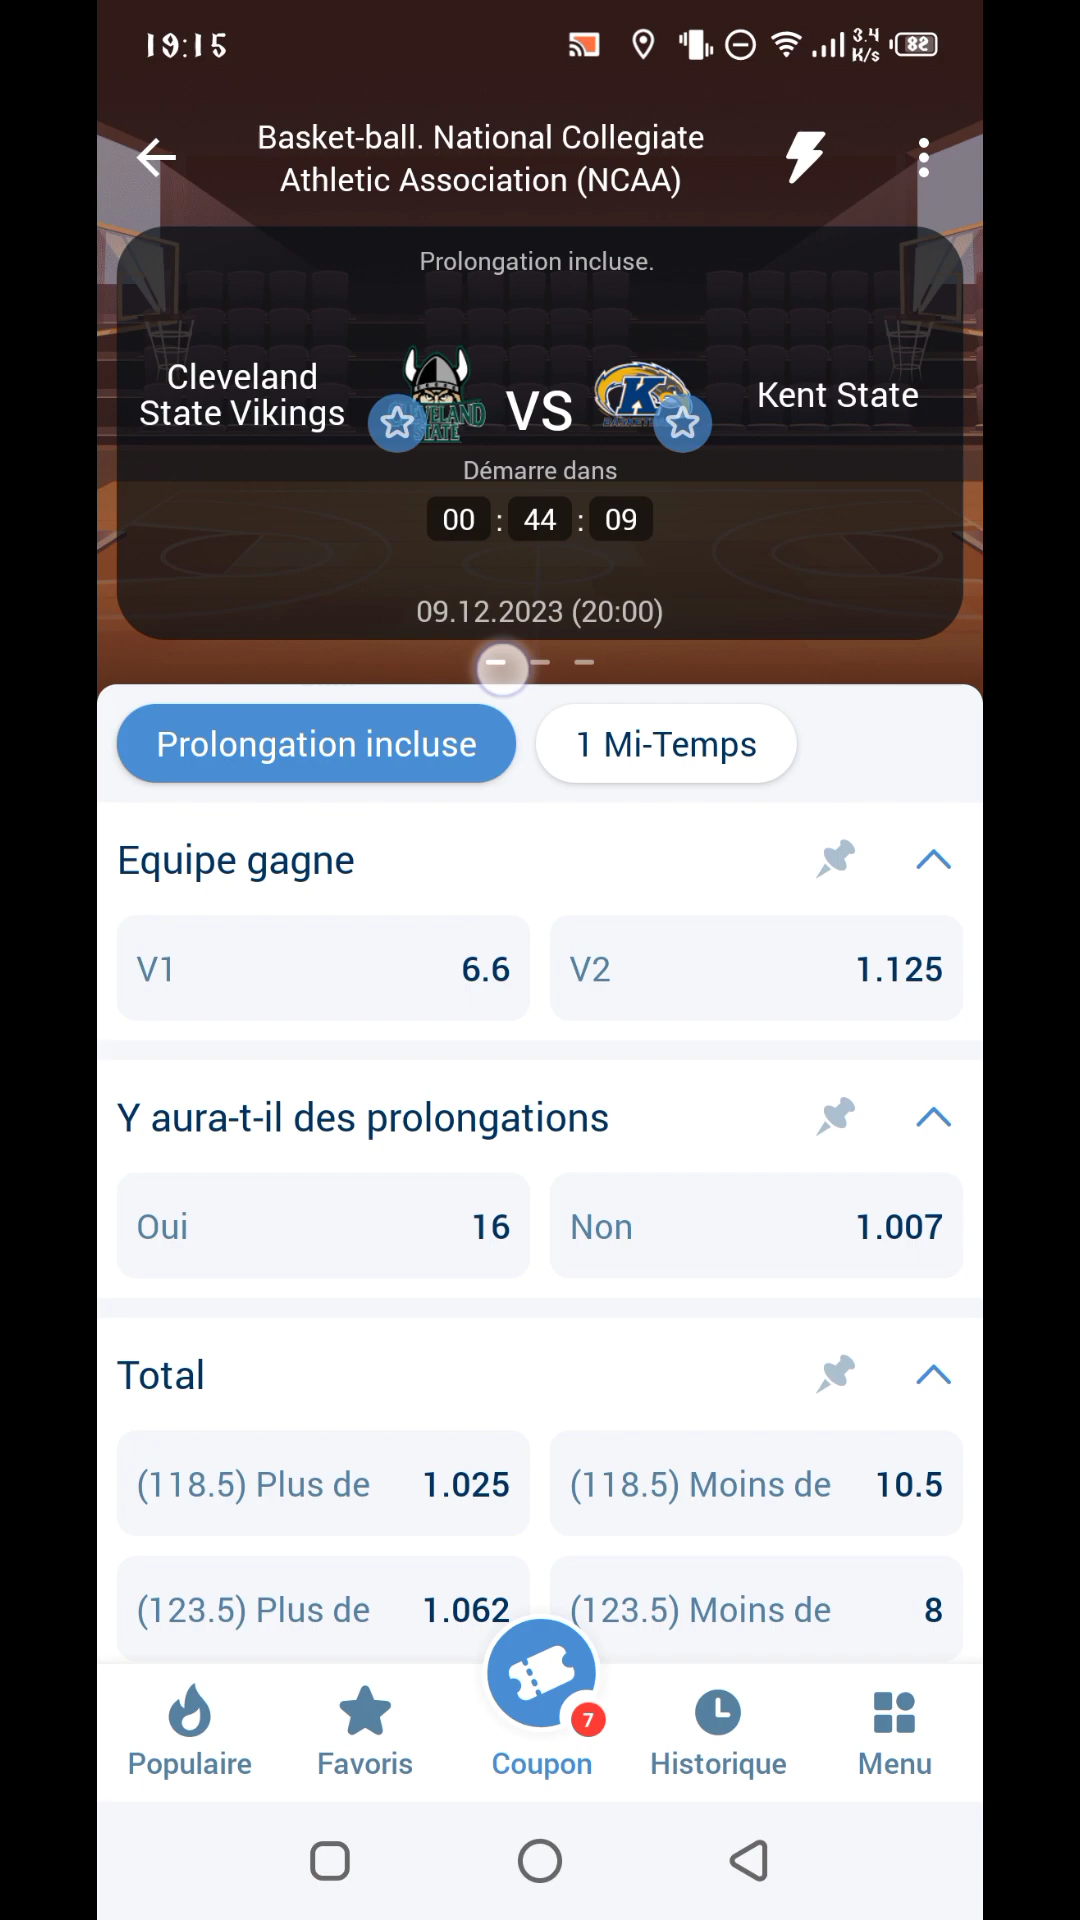 19:15
3.4
K/s
82
Basket-ball. National Collegiate
Athletic Association (NCAA)
Prolongation incluse.
Cleveland
State Vikings
VS
Kent State
STATE
Démarre dans
00 : 44 : 09
09.12.2023 (20:00)
Prolongation incluse
1 Mi-Temps
Equipe gagne
V1 6.6
V2 1.125
Y aura-t-il des prolongations
Oui 16
Non 1.007
Total
(118.5) Plus de 1.025
(118.5) Moins de 10.5
(123.5) Plus de 1.062
(123.5) Moins de 8
7
Populaire
Favoris
Coupon
Historique
Menu